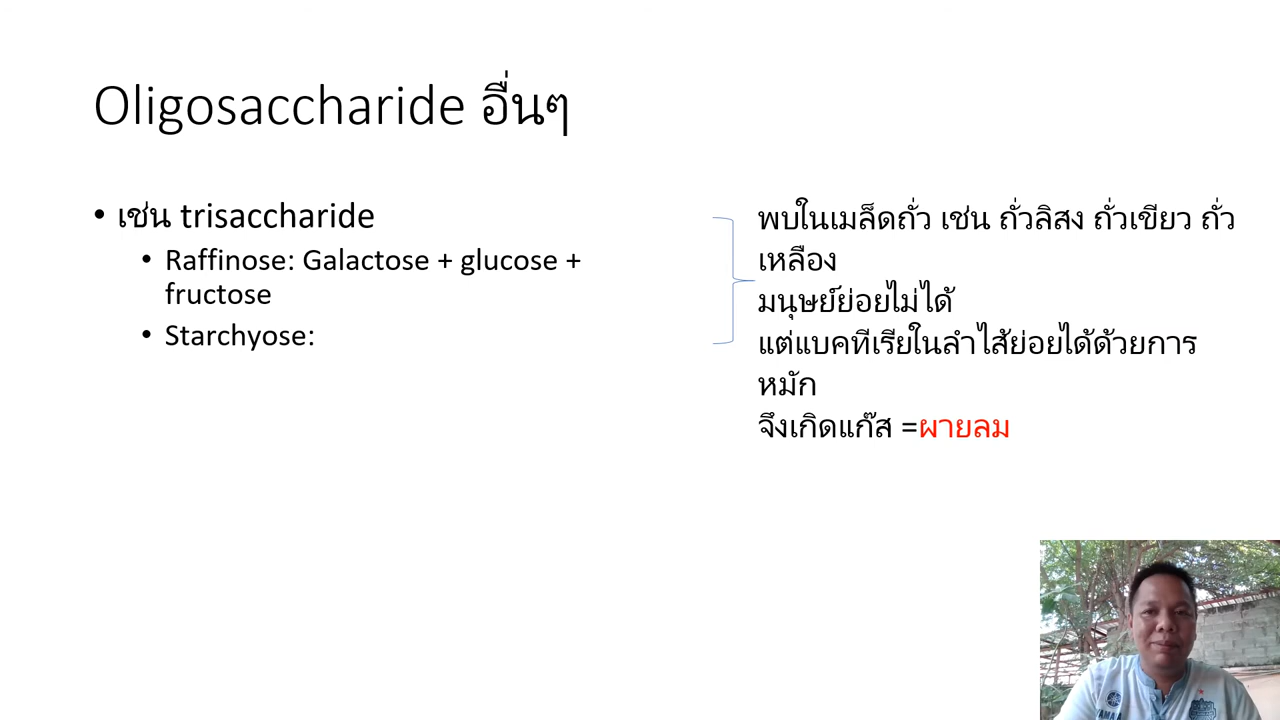 Oligosaccharide อื่นๆ
• เช่น trisaccharide
• Raffinose: Galactose + glucose +
fructose
• Starchyose:
พบในเมล็ดถั่ว เช่น ถั่วลิสง ถั่วเขียว ถั่ว
เหลือง
มนุษย์ย่อยไม่ได้
แต่แบคทีเรียในลำไส้ย่อยได้ด้วยการ
หมัก
จึงเกิดแก๊ส =ผายลม